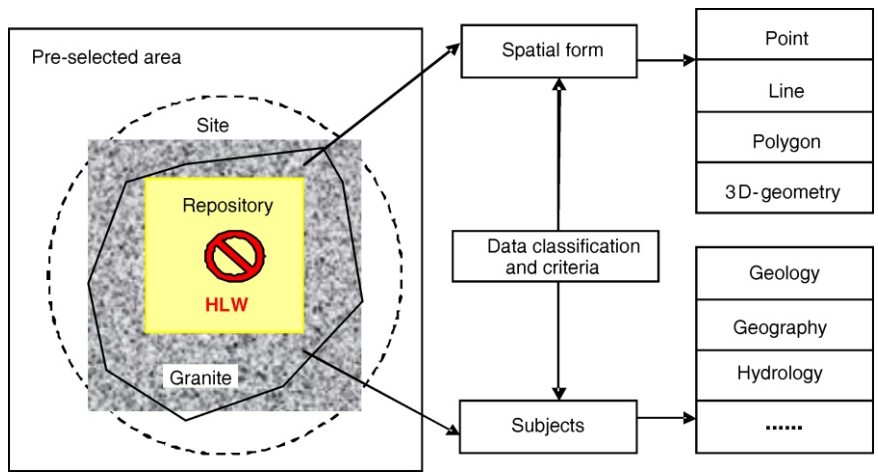 Pre-selected area
Site
Repository
HLW
Granite
Spatial form
Data classification
and criteria
Subjects
Point
Line
Polygon
3D-geometry
Geology
Geography
Hydrology
......